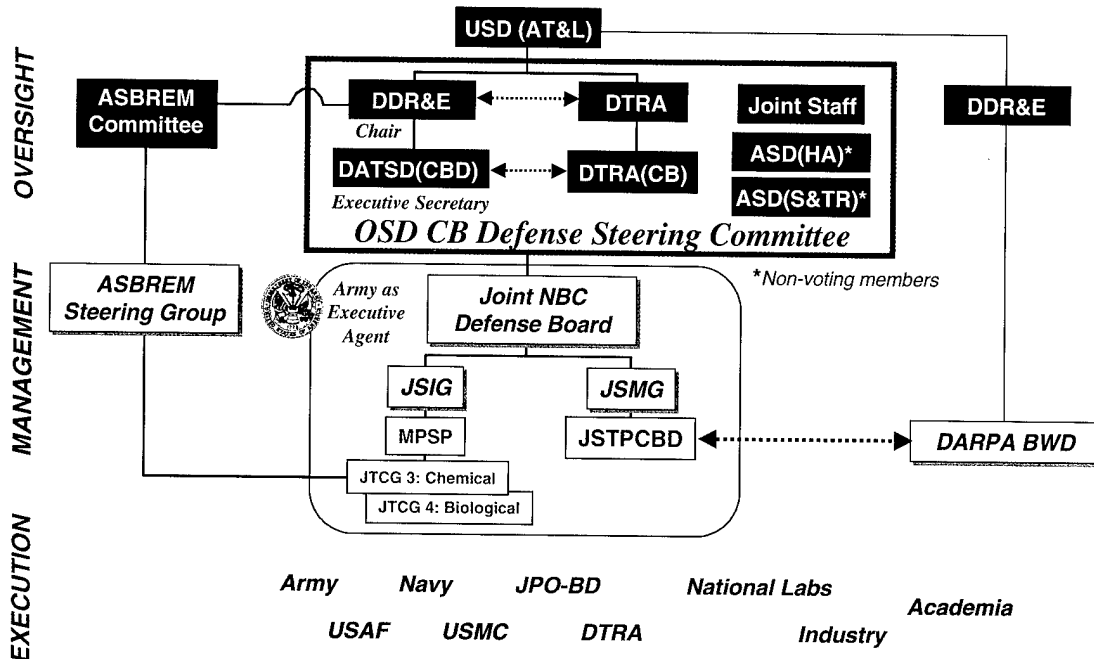 USD (AT&L)
OVERSIGHT
ASBREM
Committee
DDR&E
Chair
DTRA
Joint Staff
DDR&E
DATSD(CBD)
Executive Secretary
DTRA(CB)
ASD(HA)*
ASD(S&TR)*
OSD CB Defense Steering Committee
*Non-voting members
MANAGEMENT
ASBREM
Steering Group
Army as
Executive
Agent
Joint NBC
Defense Board
JSIG
JSMG
MPSP
JSTPCBD
DARPA BWD
JTCG 3: Chemical
JTCG 4: Biological
EXECUTION
Army
Navy
JPO-BD
National Labs
Academia
USAF
USMC
DTRA
Industry